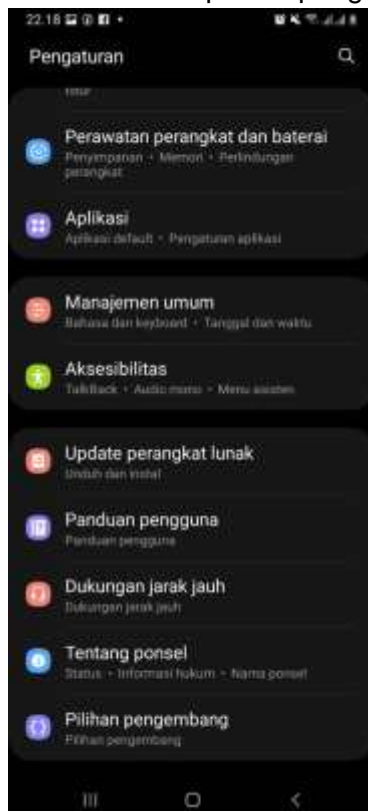 22.18
Pengaturan
fitur
Perawatan perangkat dan baterai
Penyimpanan • Memori • Perlindungan
perangkat
Aplikasi
Aplikasi default • Pengaturan aplikasi
Manajemen umum
Bahasa dan keyboard • Tanggal dan waktu
Aksesibilitas
TalkBack • Audio mono • Menu asisten
Update perangkat lunak
Unduh dan instal
Panduan pengguna
Panduan pengguna
Dukungan jarak jauh
Dukungan jarak jauh
Tentang ponsel
Status • Informasi hukum • Nama ponsel
Pilihan pengembang
Pilihan pengembang